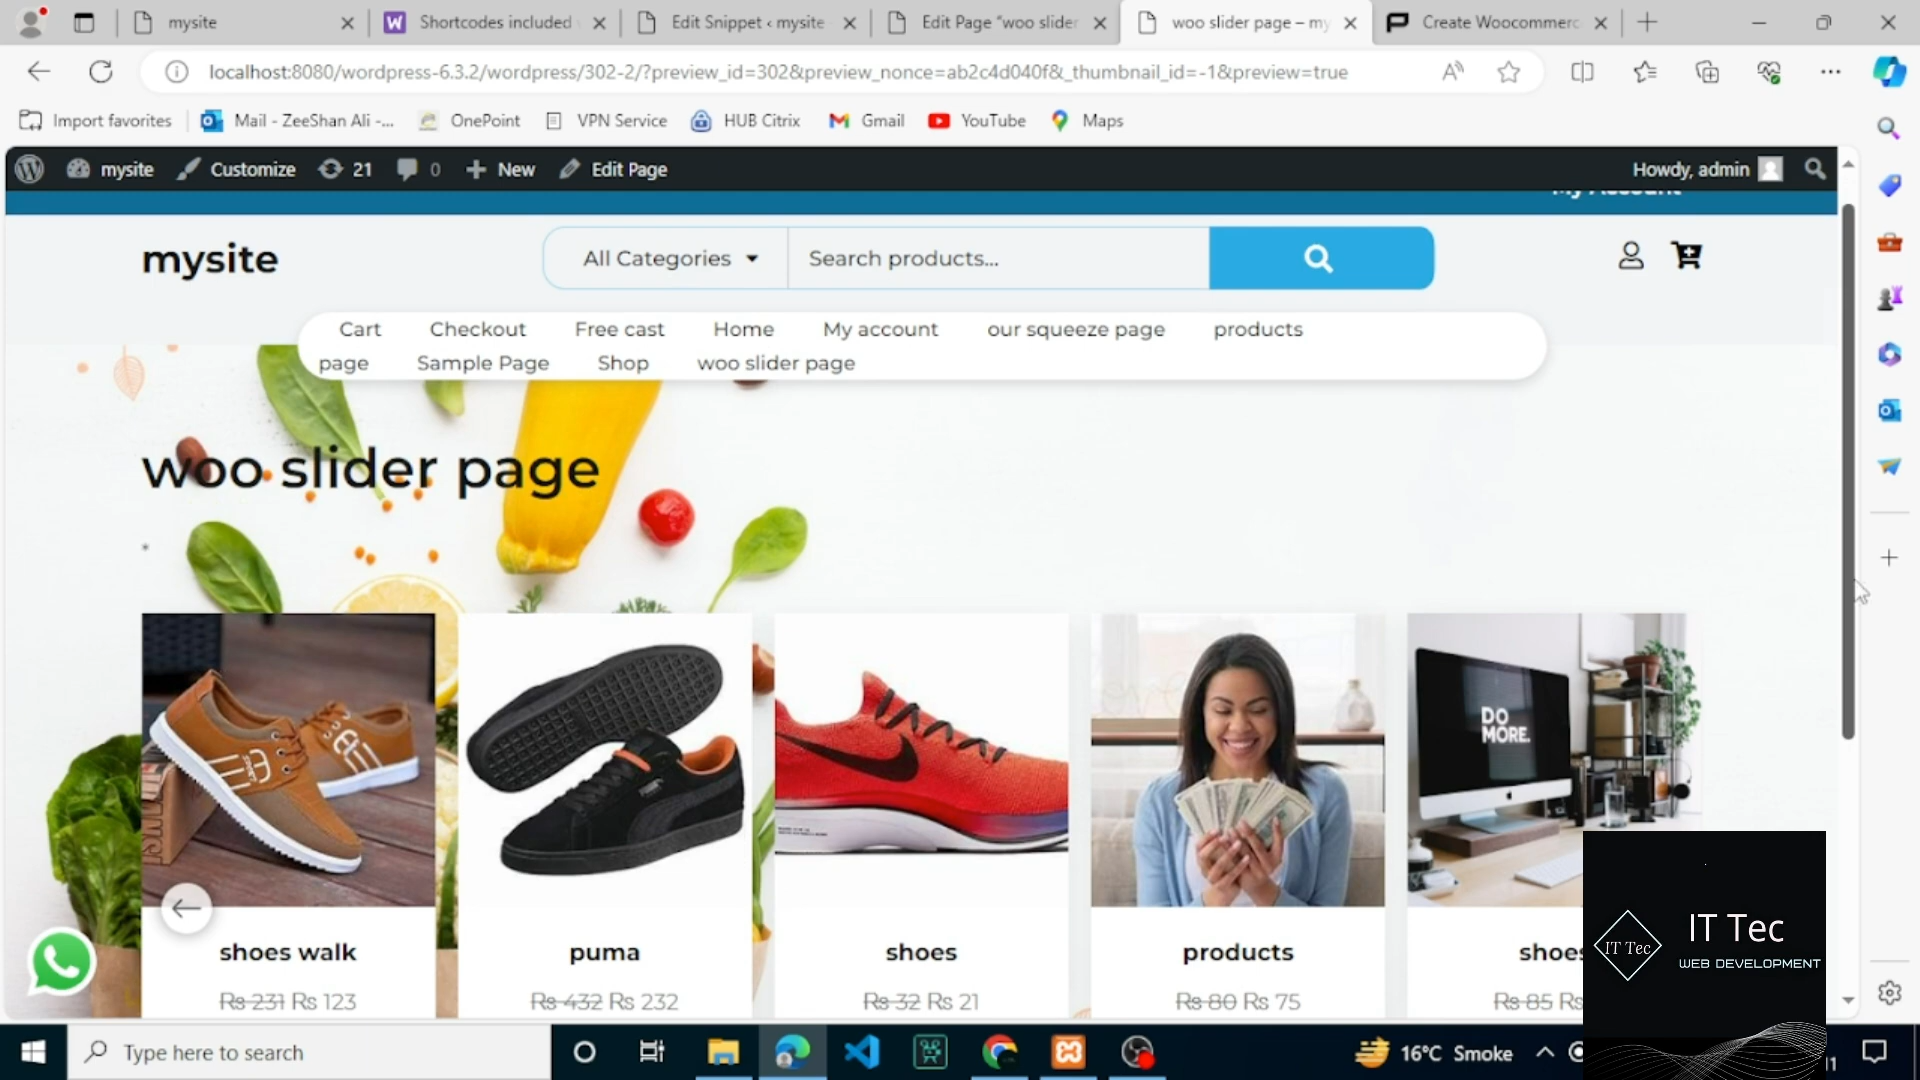 mysite
Shortcodes included
Edit Snippet ‹ mysite
Edit Page “woo slider
woo slider page – my
Create Woocommerc
localhost:8080/wordpress-6.3.2/wordpress/302-2/?preview_id=302&preview_nonce=ab2c4d040f&_thumbnail_id=-1&preview=true
Import favorites
Mail - ZeeShan Ali -...
OnePoint
VPN Service
HUB Citrix
Gmail
YouTube
Maps
mysite
Customize
21
0
New
Edit Page
Howdy, admin
My Account
mysite
All Categories
Search products...
Cart Checkout Free cast Home My account our squeeze page products
page Sample Page Shop woo slider page
woo slider page
*
DO
MORE.
shoes walk
puma
shoes
products
shoes
Rs 231 Rs 123
Rs 432 Rs 232
Rs 32 Rs 21
Rs 80 Rs 75
Rs 85 Rs
IT Tec
IT Tec
WEB DEVELOPMENT
Type here to search
16°C Smoke